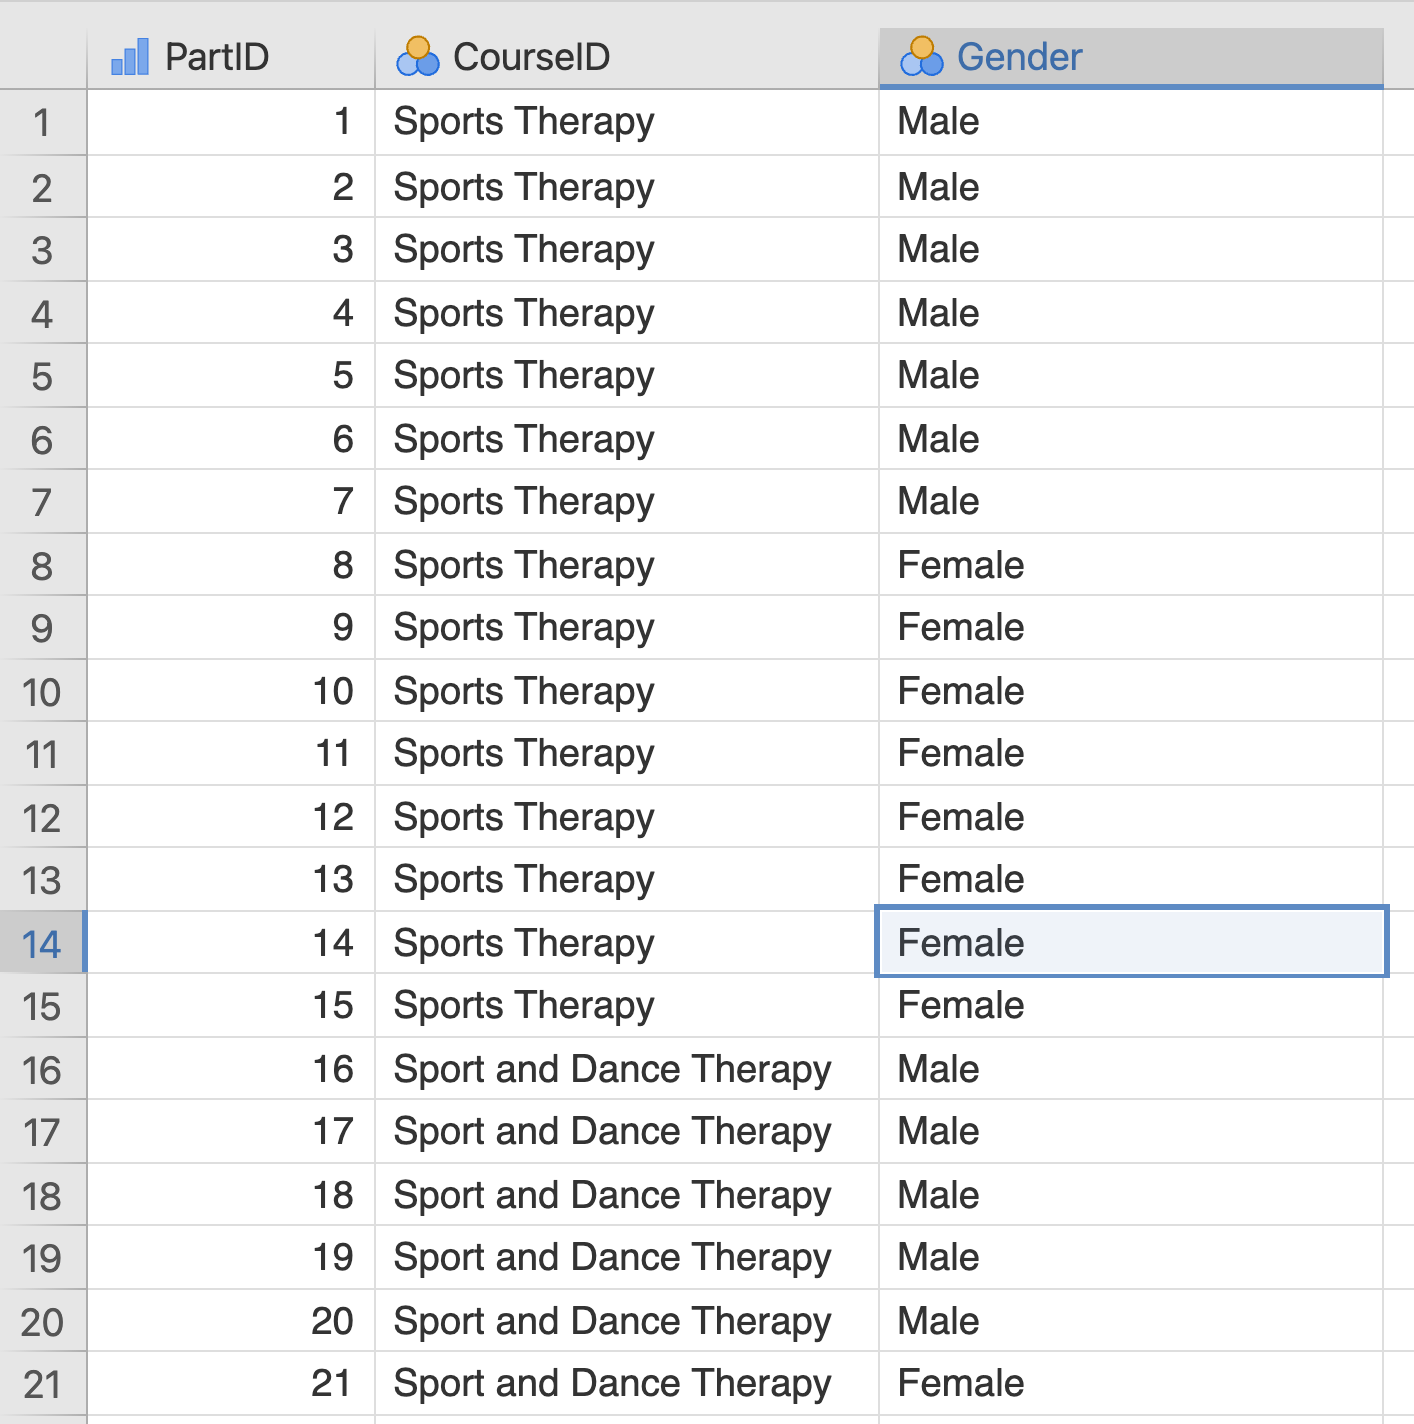 PartID CourseID Gender
1 1 Sports Therapy Male
2 2 Sports Therapy Male
3 3 Sports Therapy Male
4 4 Sports Therapy Male
5 5 Sports Therapy Male
6 6 Sports Therapy Male
7 7 Sports Therapy Male
8 8 Sports Therapy Female
9 9 Sports Therapy Female
10 10 Sports Therapy Female
11 11 Sports Therapy Female
12 12 Sports Therapy Female
13 13 Sports Therapy Female
14 14 Sports Therapy Female
15 15 Sports Therapy Female
16 16 Sport and Dance Therapy Male
17 17 Sport and Dance Therapy Male
18 18 Sport and Dance Therapy Male
19 19 Sport and Dance Therapy Male
20 20 Sport and Dance Therapy Male
21 21 Sport and Dance Therapy Female